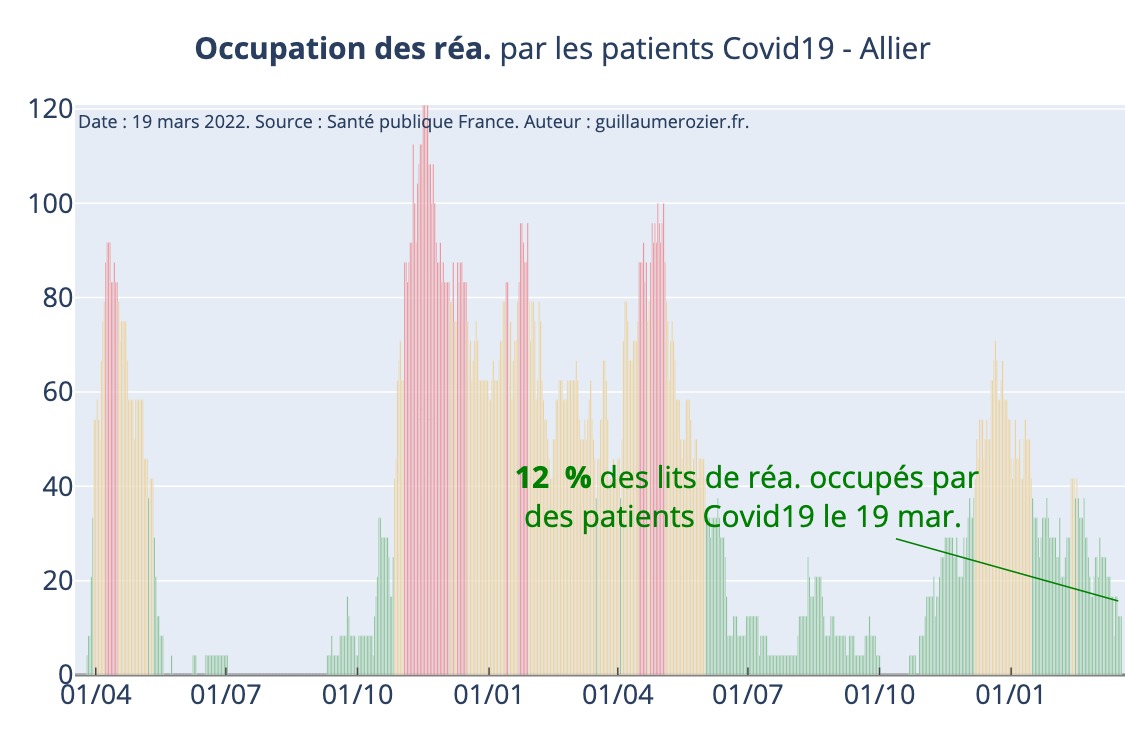 Occupation des réa. par les patients Covid19 - Allier
120
Date : 19 mars 2022. Source : Santé publique France. Auteur : guillaumerozier.fr.
100
80
60
40
12 % des lits de réa. occupés par
des patients Covid19 le 19 mar.
20
0
01/04 01/07 01/10 01/01 01/04 01/07 01/10 01/01